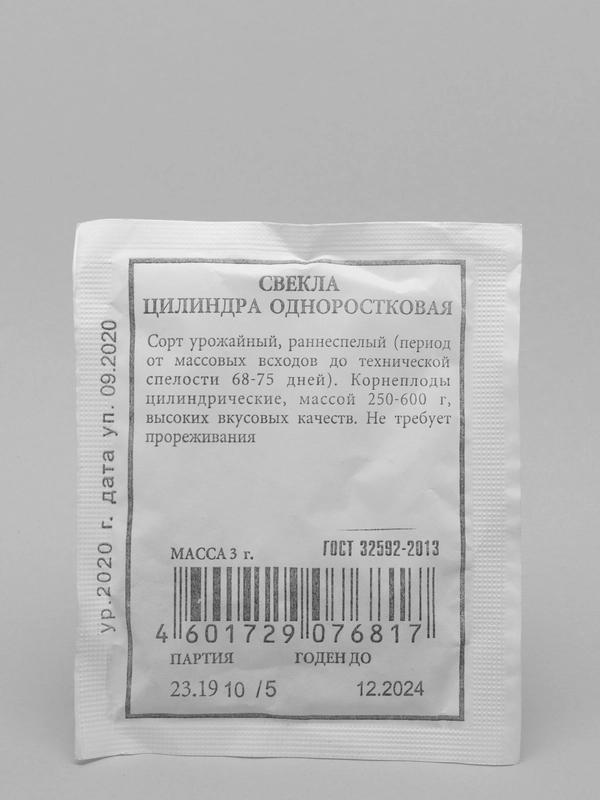 СВЕКЛА
ЦИЛИНДРА ОДНОРОСТКОВАЯ
Сорт урожайный, раннеспелый (период
от массовых всходов до технической
спелости 68-75 дней). Корнеплоды
цилиндрические, массой 250-600 г,
высоких вкусовых качеств. Не требует
прореживания
МАССА 3 г.
ГОСТ 32592-2013
4 601729 076817
ПАРТИЯ
ГОДЕН ДО
23.19 10 /5
12.2024
ур.2020 г. дата уп. 09.2020